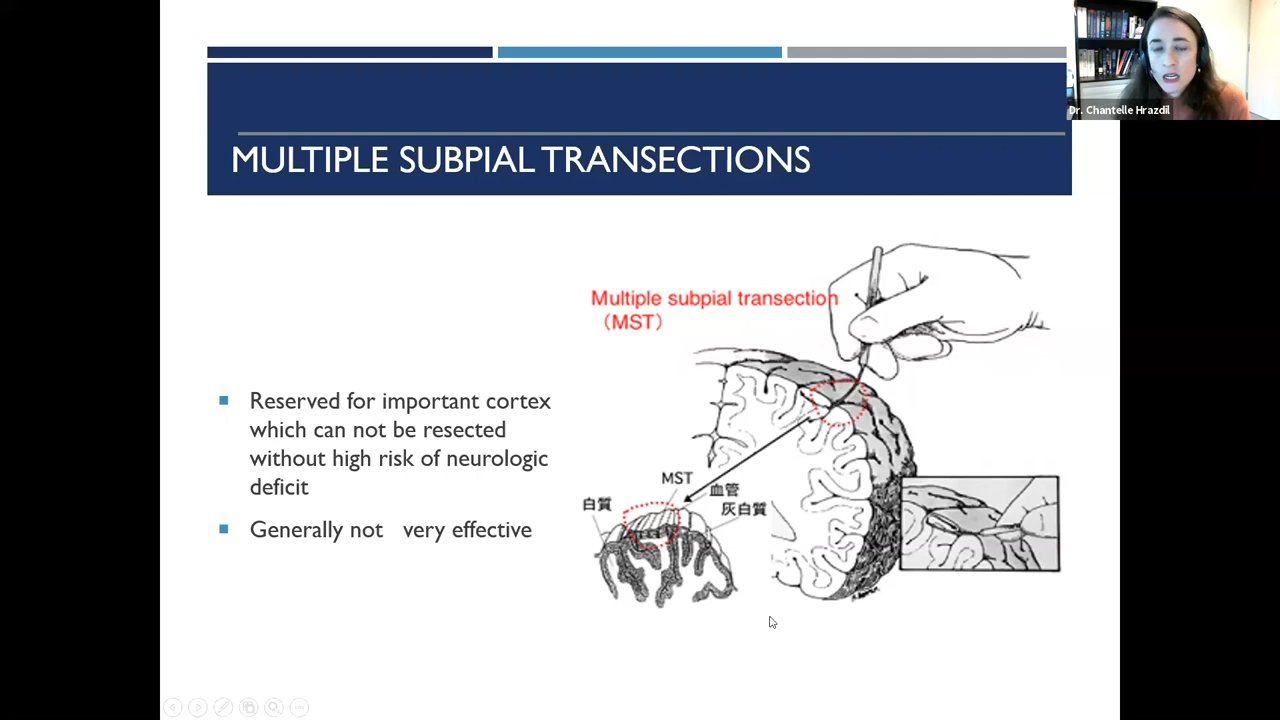 Dr. Chantelle Hrazdil
MULTIPLE SUBPIAL TRANSECTIONS
Reserved for important cortex
which can not be resected
without high risk of neurologic
deficit
Generally not very effective
Multiple subpial transection
（MST）
MST
血管
白質
灰白質